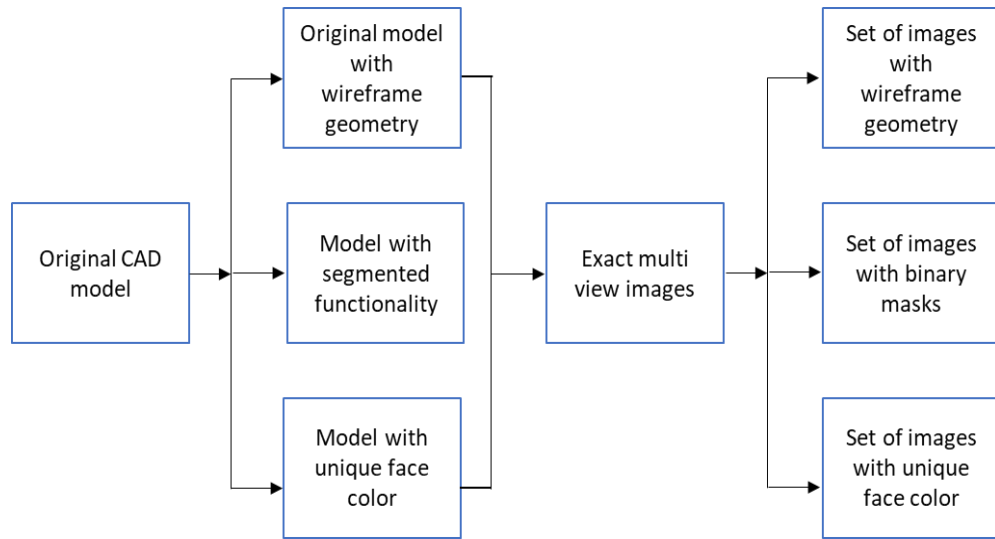 Original CAD
model
Original model
with
wireframe
geometry
Model with
segmented
functionality
Model with
unique face
color
Exact multi
view images
Set of images
with
wireframe
geometry
Set of images
with binary
masks
Set of images
with unique
face color